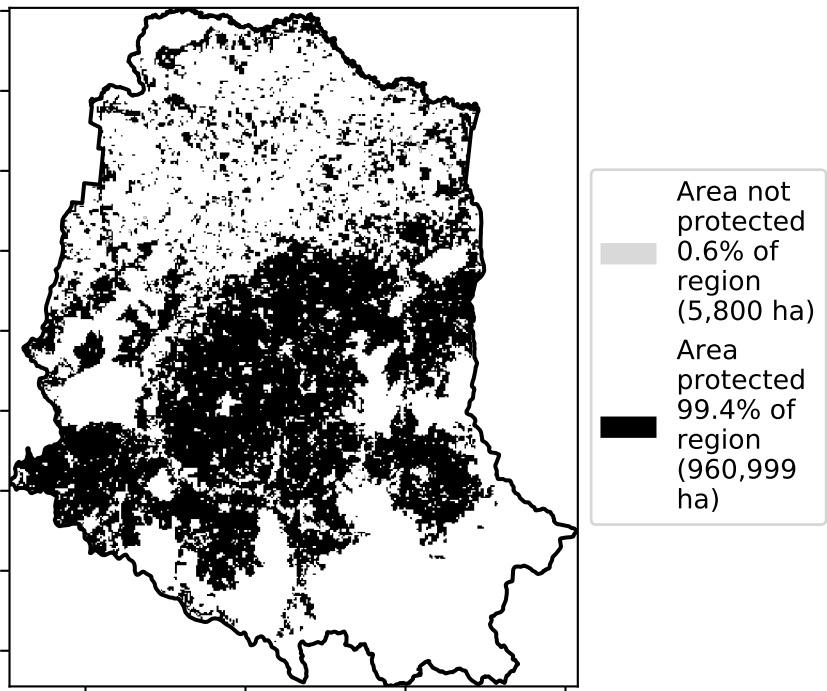 Area not
protected
0.6% of
region
(5,800 ha)
Area
protected
99.4% of
region
(960,999
ha)